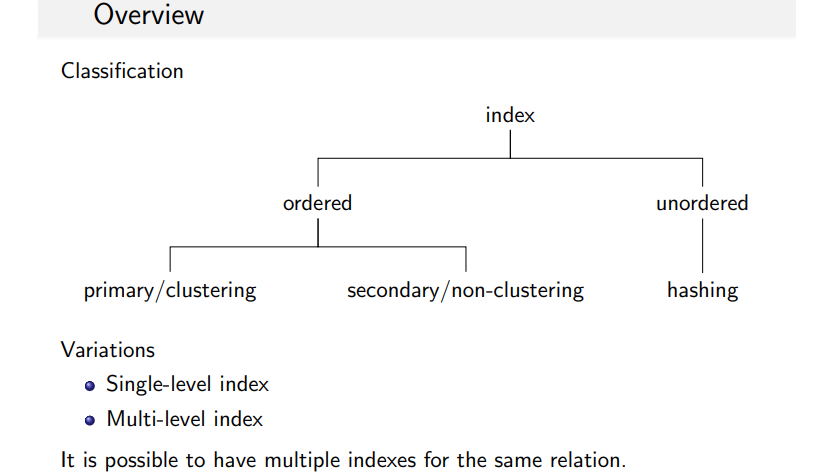 Overview
Classification
index
ordered unordered
primary/clustering secondary/non-clustering hashing
Variations
Single-level index
Multi-level index
It is possible to have multiple indexes for the same relation.